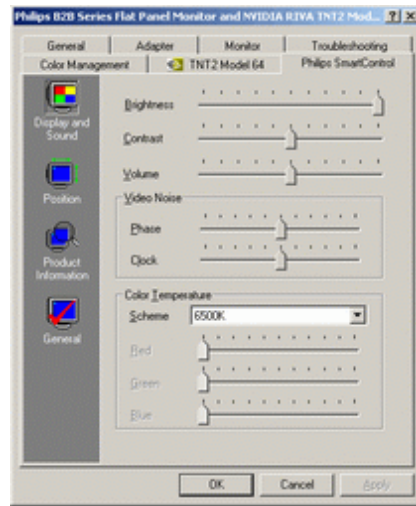 Philips B2B Series Flat Panel Monitor and NVIDIA RIVA TNT2 Mod...
General Adapter Monitor Troubleshooting
Color Management TNT2 Model 64 Philips SmartControl
Display and
Sound
Position
Product
Information
General
Brightness
Contrast
Volume
Video Noise
Phase
Clock
Color Temperature
Scheme 6500K
Red
Green
Blue
OK Cancel Apply